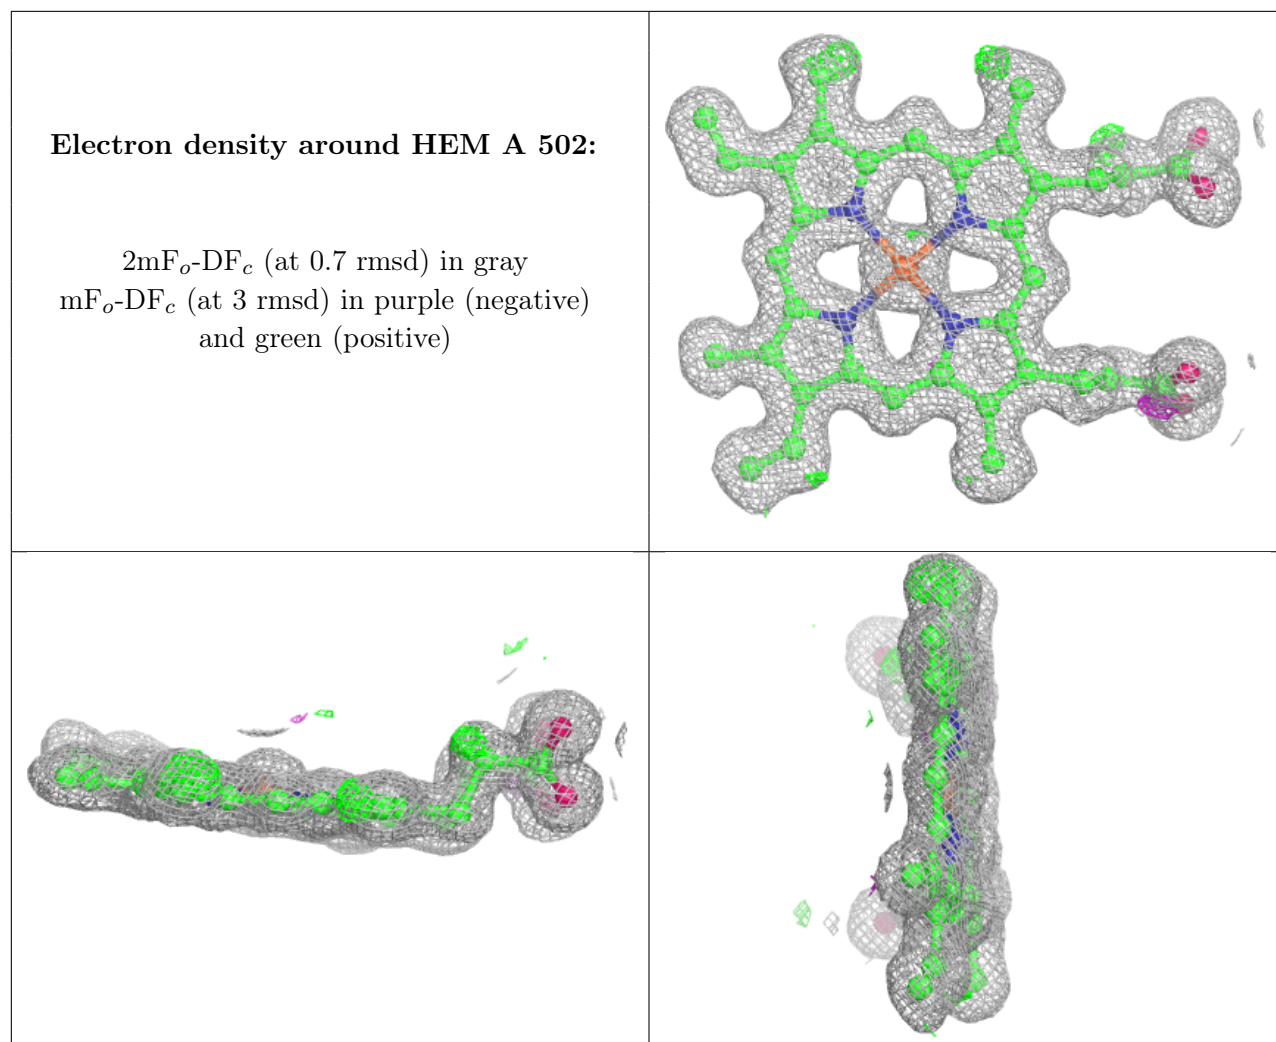 Electron density around HEM A 502:
2mFo-DFc (at 0.7 rmsd) in gray
mFo-DFc (at 3 rmsd) in purple (negative)
and green (positive)